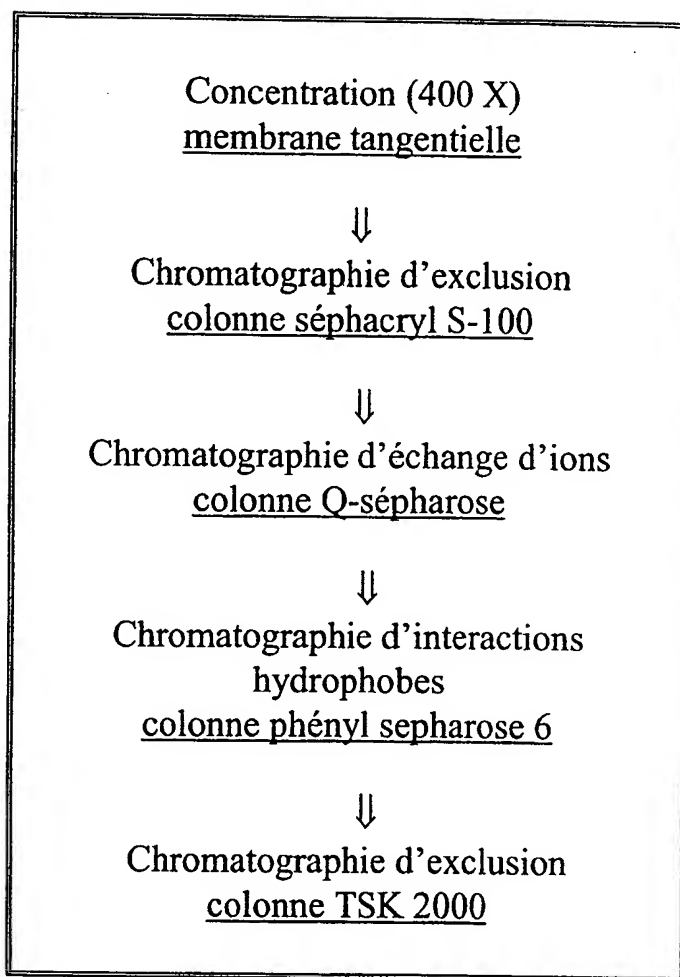 Concentration (400 X)
membrane tangentielle
⇓
Chromatographie d'exclusion
colonne séphacryl S-100
⇓
Chromatographie d'échange d'ions
colonne Q-sépharose
⇓
Chromatographie d'interactions
hydrophobes
colonne phényl sepharose 6
⇓
Chromatographie d'exclusion
colonne TSK 2000